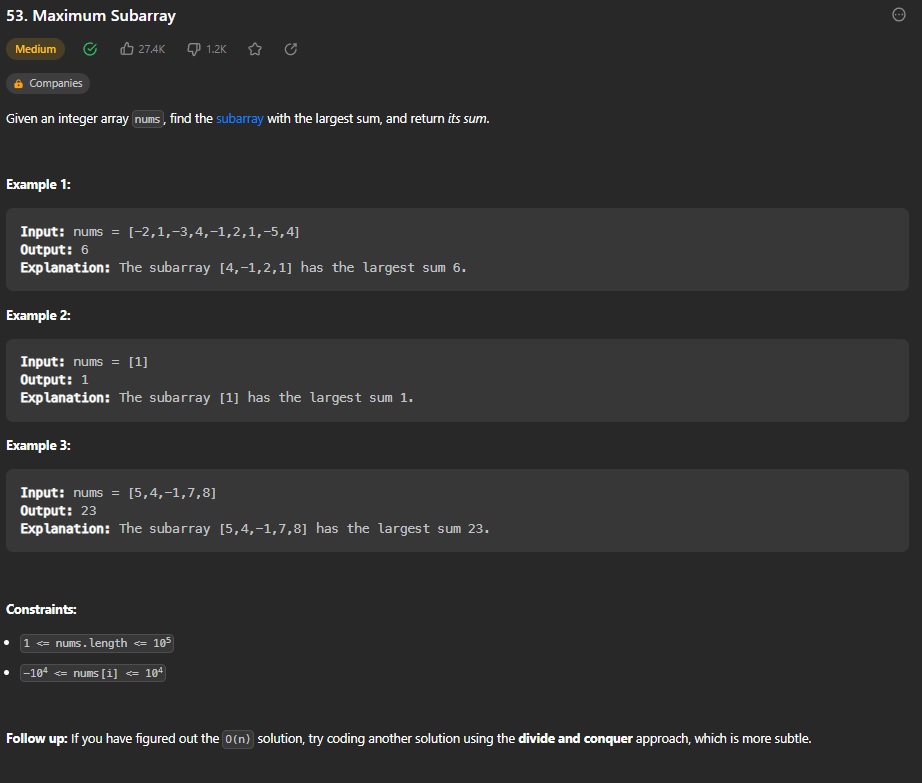 53. Maximum Subarray
Medium 27.4K 1.2K
Companies
Given an integer array nums, find the subarray with the largest sum, and return its sum.
Example 1:
Input: nums = [-2,1,-3,4,-1,2,1,-5,4]
Output: 6
Explanation: The subarray [4,-1,2,1] has the largest sum 6.
Example 2:
Input: nums = [1]
Output: 1
Explanation: The subarray [1] has the largest sum 1.
Example 3:
Input: nums = [5,4,-1,7,8]
Output: 23
Explanation: The subarray [5,4,-1,7,8] has the largest sum 23.
Constraints:
• 1 <= nums.length <= 10⁵
• -10⁴ <= nums[i] <= 10⁴
Follow up: If you have figured out the O(n) solution, try coding another solution using the divide and conquer approach, which is more subtle.